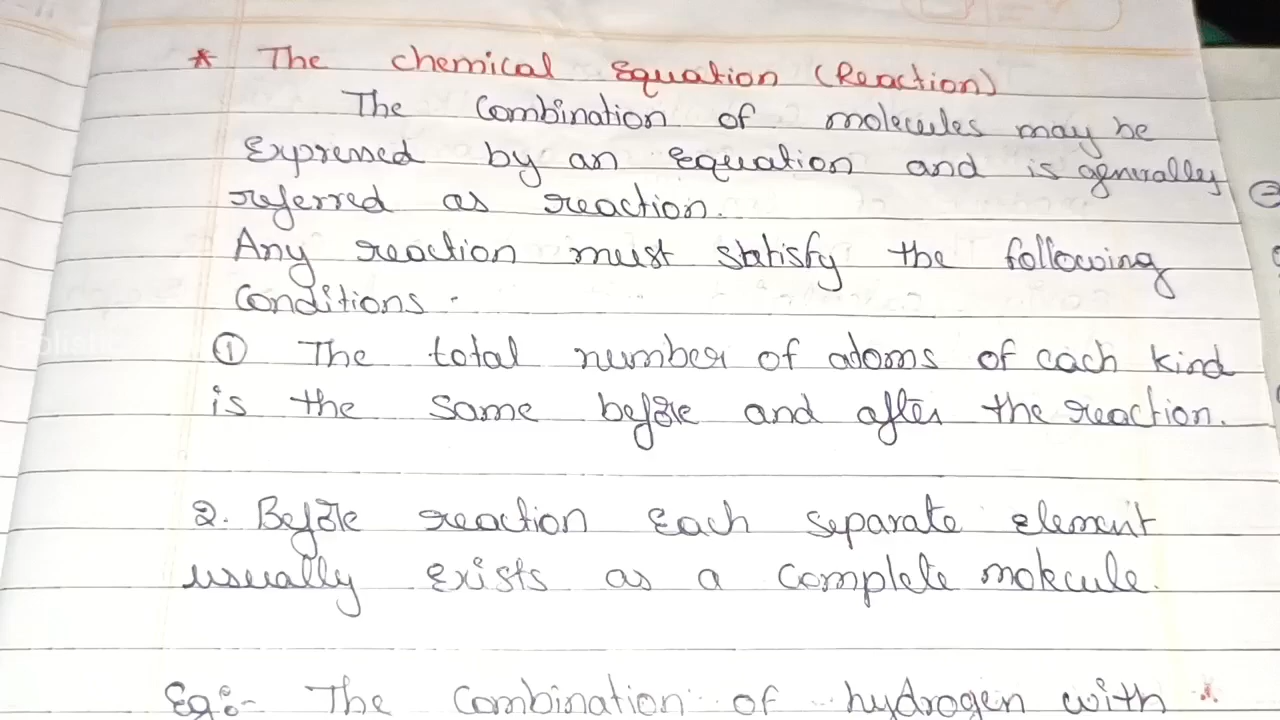 * The chemical Equation (Reaction)
The Combination of molecules may be
Expressed by an Equation and is generally
referred as reaction.
Any reaction must satisfy the following
Conditions.
① The total number of atoms of each kind
is the same before and after the reaction.
2. Before reaction Each separate element
usually Exists as a Complete molecule.
Eg:- The Combination of hydrogen with